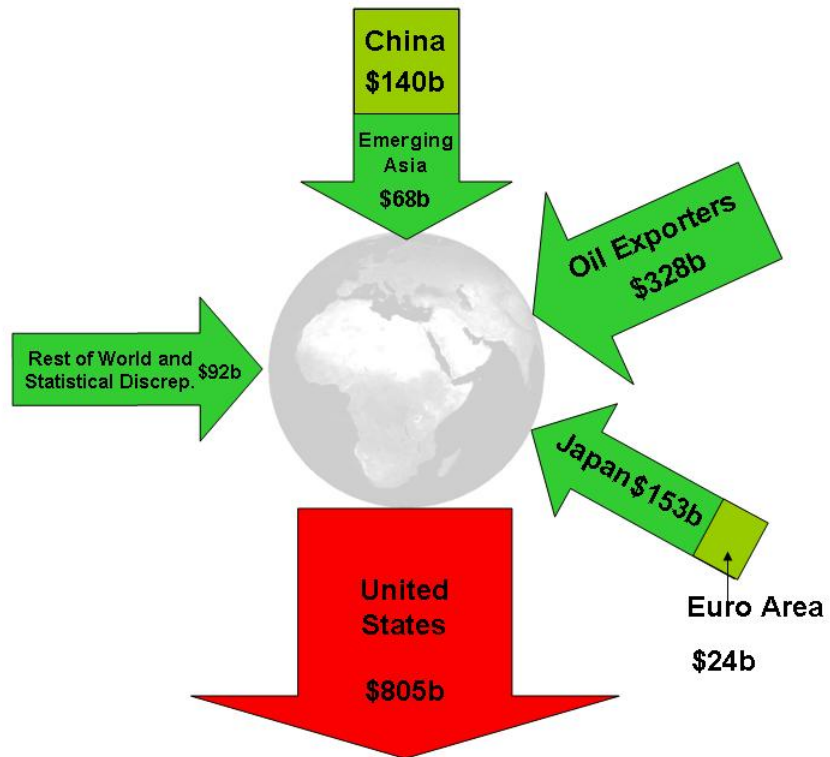 China
$140b
Emerging
Asia
$68b
Oil Exporters
$328b
Rest of World and
Statistical Discrep.
$92b
Japan $153b
Euro Area
$24b
United
States
$805b